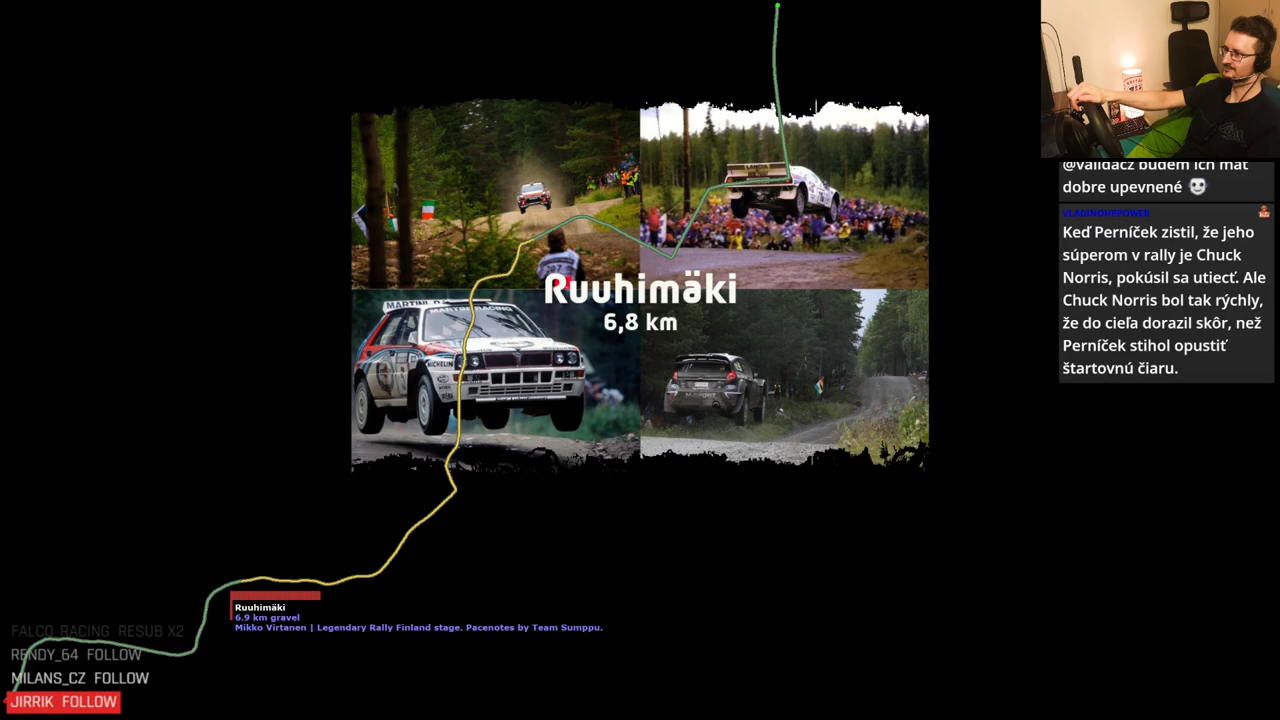 @validacz budem ich mať
dobre upevnené
VLADINOHPPOWER
Keď Perníček zistil, že jeho
súperom v rally je Chuck
Norris, pokúsil sa utiecť. Ale
Chuck Norris bol tak rýchly,
že do cieľa dorazil skôr, než
Perníček stihol opustiť
štartovnú čiaru.
LANCIA
MARTINI RACING
MICHELIN
Ruuhimäki
6,8 km
Ruuhimäki
6.9 km gravel
Mikko Virtanen | Legendary Rally Finland stage. Pacenotes by Team Sumppu.
FALCO_RACING RESUB X2
RENDY_64 FOLLOW
MILANS_CZ FOLLOW
JIRRIK FOLLOW